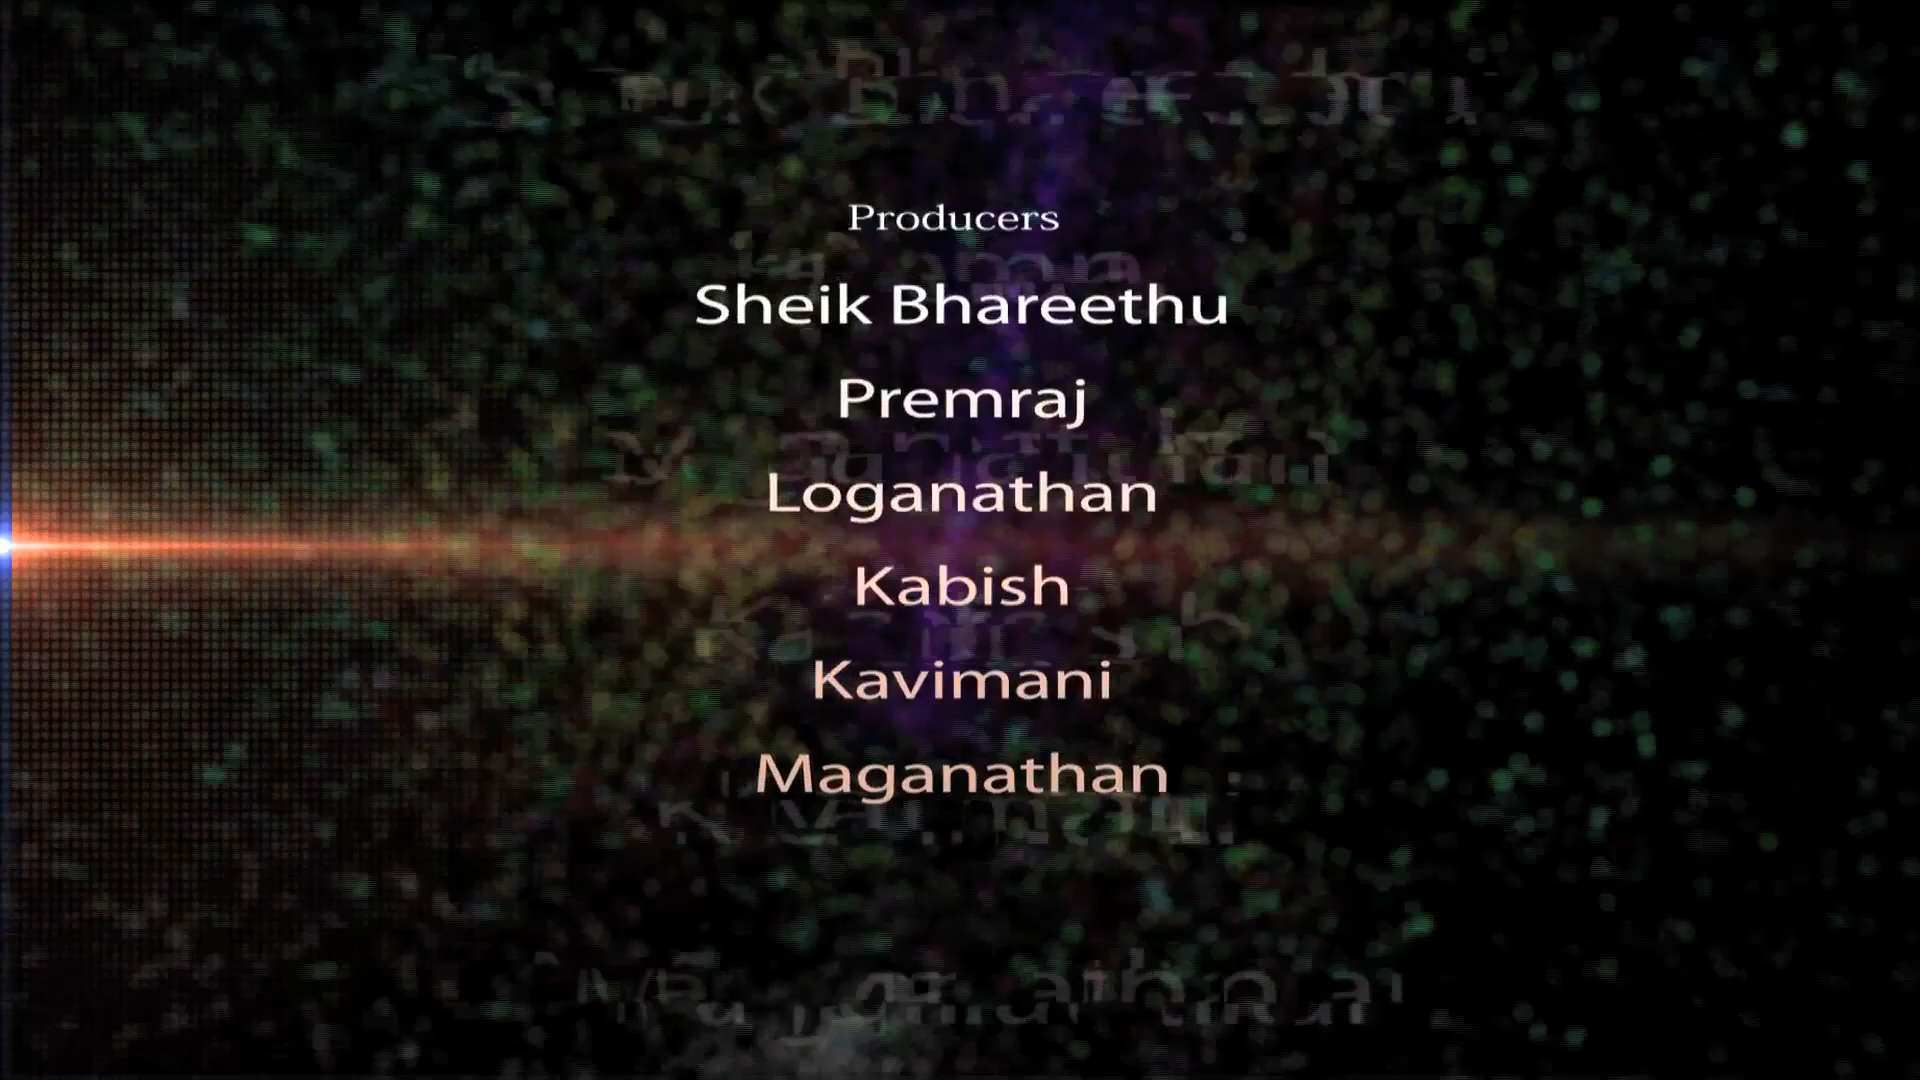 Producers
Sheik Bhareethu
Premraj
Loganathan
Kabish
Kavimani
Maganathan